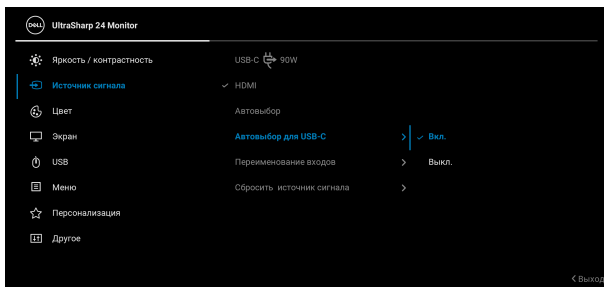 DELL UltraSharp 24 Monitor
Яркость / контрастность
USB-C 90W
Источник сигнала
HDMI
Цвет
Автовыбор
Экран
Автовыбор для USB-C
Вкл.
USB
Переименование входов
Выкл.
Меню
Сбросить источник сигнала
Персонализация
Другое
Выход